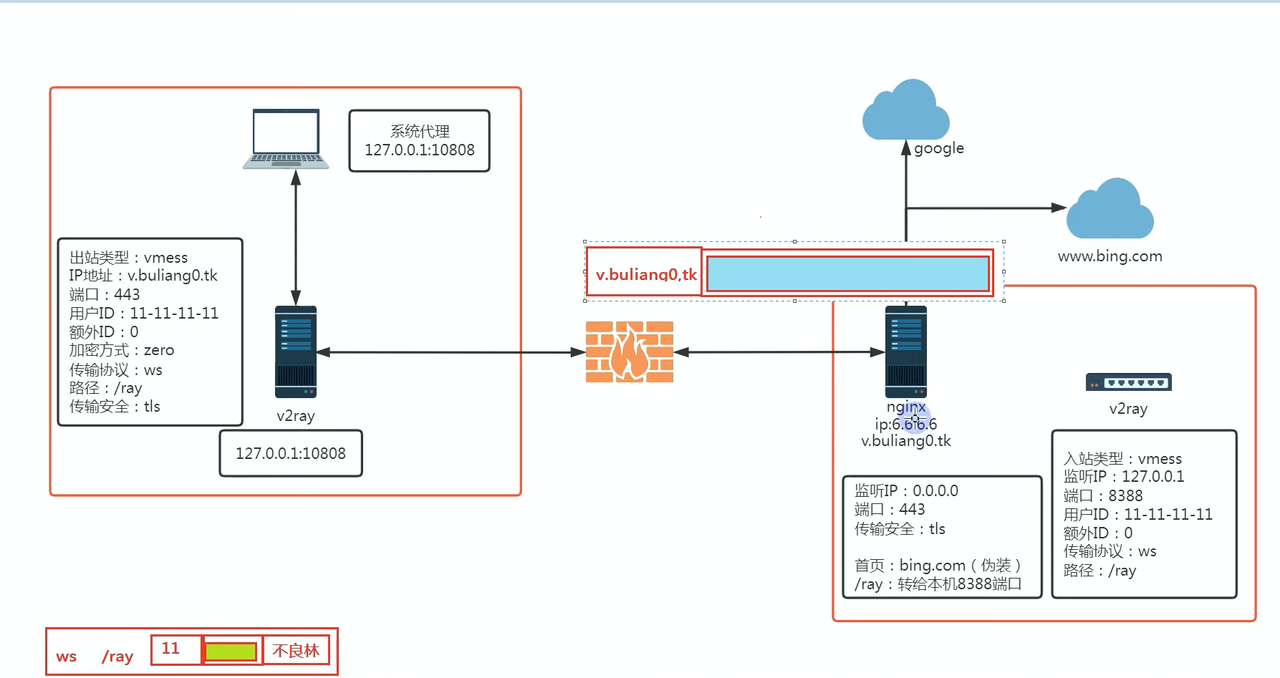 系统代理
127.0.0.1:10808
google
www.bing.com
出站类型：vmess
IP地址：v.buliang0.tk
端口：443
用户ID：11-11-11-11
额外ID：0
加密方式：zero
传输协议：ws
路径：/ray
传输安全：tls
v2ray
127.0.0.1:10808
v.buliang0.tk
nginx
ip:6.6.6.6
v.buliang0.tk
监听IP：0.0.0.0
端口：443
传输安全：tls
首页：bing.com（伪装）
/ray：转给本机8388端口
v2ray
入站类型：vmess
监听IP：127.0.0.1
端口：8388
用户ID：11-11-11-11
额外ID：0
传输协议：ws
路径：/ray
ws /ray 11 不良林